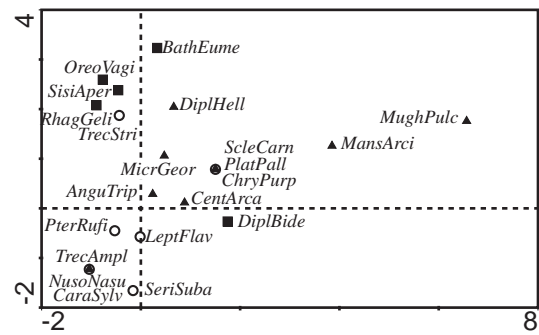 4
BathEume
OreoVagi
SisiAper
DiplHell
RhagGeli
MughPulc
TrecStri
ScleCarn
MansArci
PlatPall
MicrGeor
ChryPurp
AnguTrip
CentArca
PterRufi
DiplBide
LeptFlav
TrecAmpl
NusoNasu
CaraSylv
SeriSuba
-2
-2
8